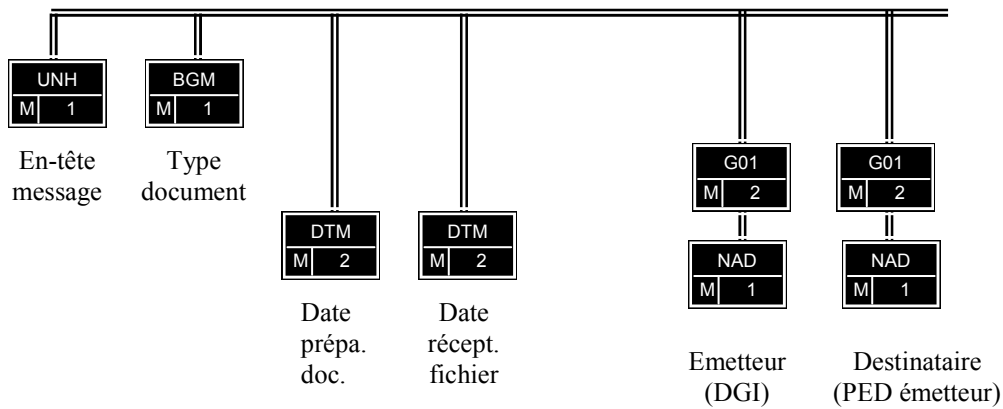 UNH
M 1
En-tête
message
BGM
M 1
Type
document
DTM
M 2
Date
prépa.
doc.
DTM
M 2
Date
récept.
fichier
G01
M 2
NAD
M 1
Emetteur
(DGI)
G01
M 2
NAD
M 1
Destinataire
(PED émetteur)